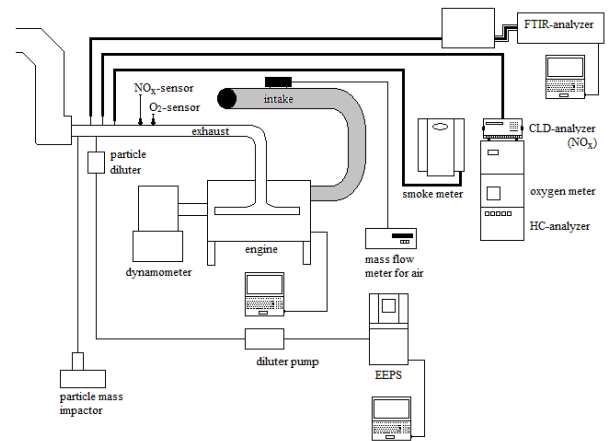 FTIR-analyzer
NOX-sensor
O2-sensor
intake
exhaust
CLD-analyzer
(NOX)
particle
diluter
smoke meter
oxygen meter
HC-analyzer
engine
dynamometer
mass flow
meter for air
diluter pump
EEPS
particle mass
impactor